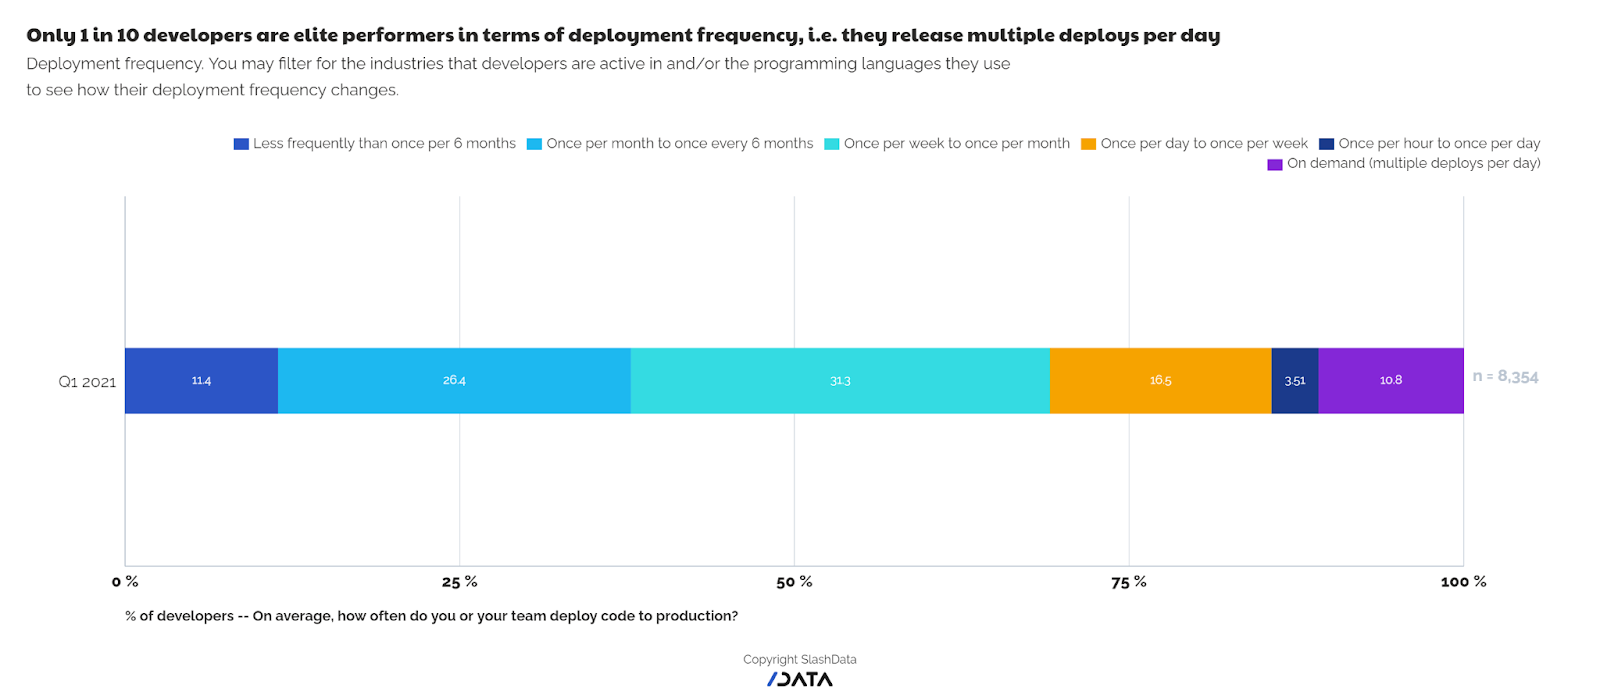 Only 1 in 10 developers are elite performers in terms of deployment frequency, i.e. they release multiple deploys per day
Deployment frequency. You may filter for the industries that developers are active in and/or the programming languages they use
to see how their deployment frequency changes.
Less frequently than once per 6 months Once per month to once every 6 months Once per week to once per month Once per day to once per week Once per hour to once per day
On demand (multiple deploys per day)
Q1 2021 11.4 26.4 31.3 16.5 3.51 10.8 n = 8,354
0 % 25 % 50 % 75 % 100 %
% of developers -- On average, how often do you or your team deploy code to production?
Copyright SlashData
/DATA